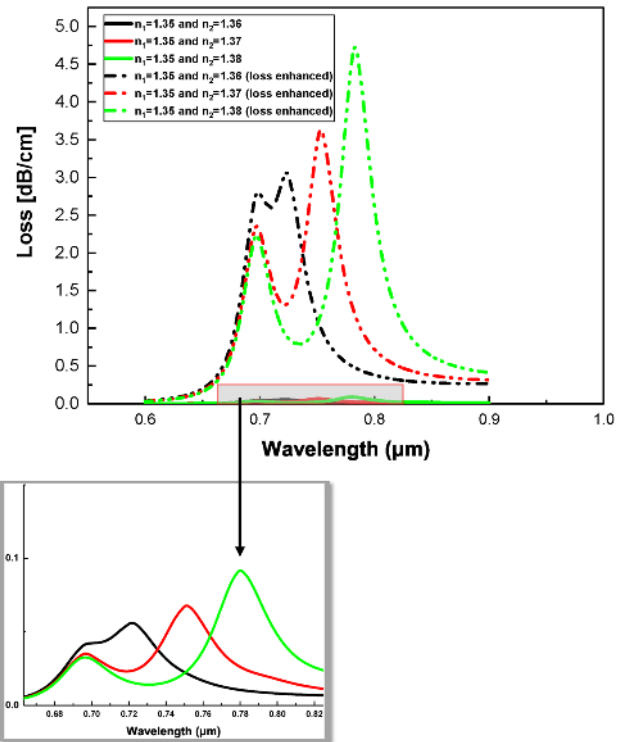 5.0
4.5
4.0
3.5
3.0
2.5
2.0
1.5
1.0
0.5
0.0
Loss [dB/cm]
n₁=1.35 and n₂=1.36
n₁=1.35 and n₂=1.37
n₁=1.35 and n₂=1.38
n₁=1.35 and n₂=1.36 (loss enhanced)
n₁=1.35 and n₂=1.37 (loss enhanced)
n₁=1.35 and n₂=1.38 (loss enhanced)
0.6 0.7 0.8 0.9 1.0
Wavelength (µm)
0.1
0.0
0.68 0.70 0.72 0.74 0.76 0.78 0.80 0.82
Wavelength (µm)